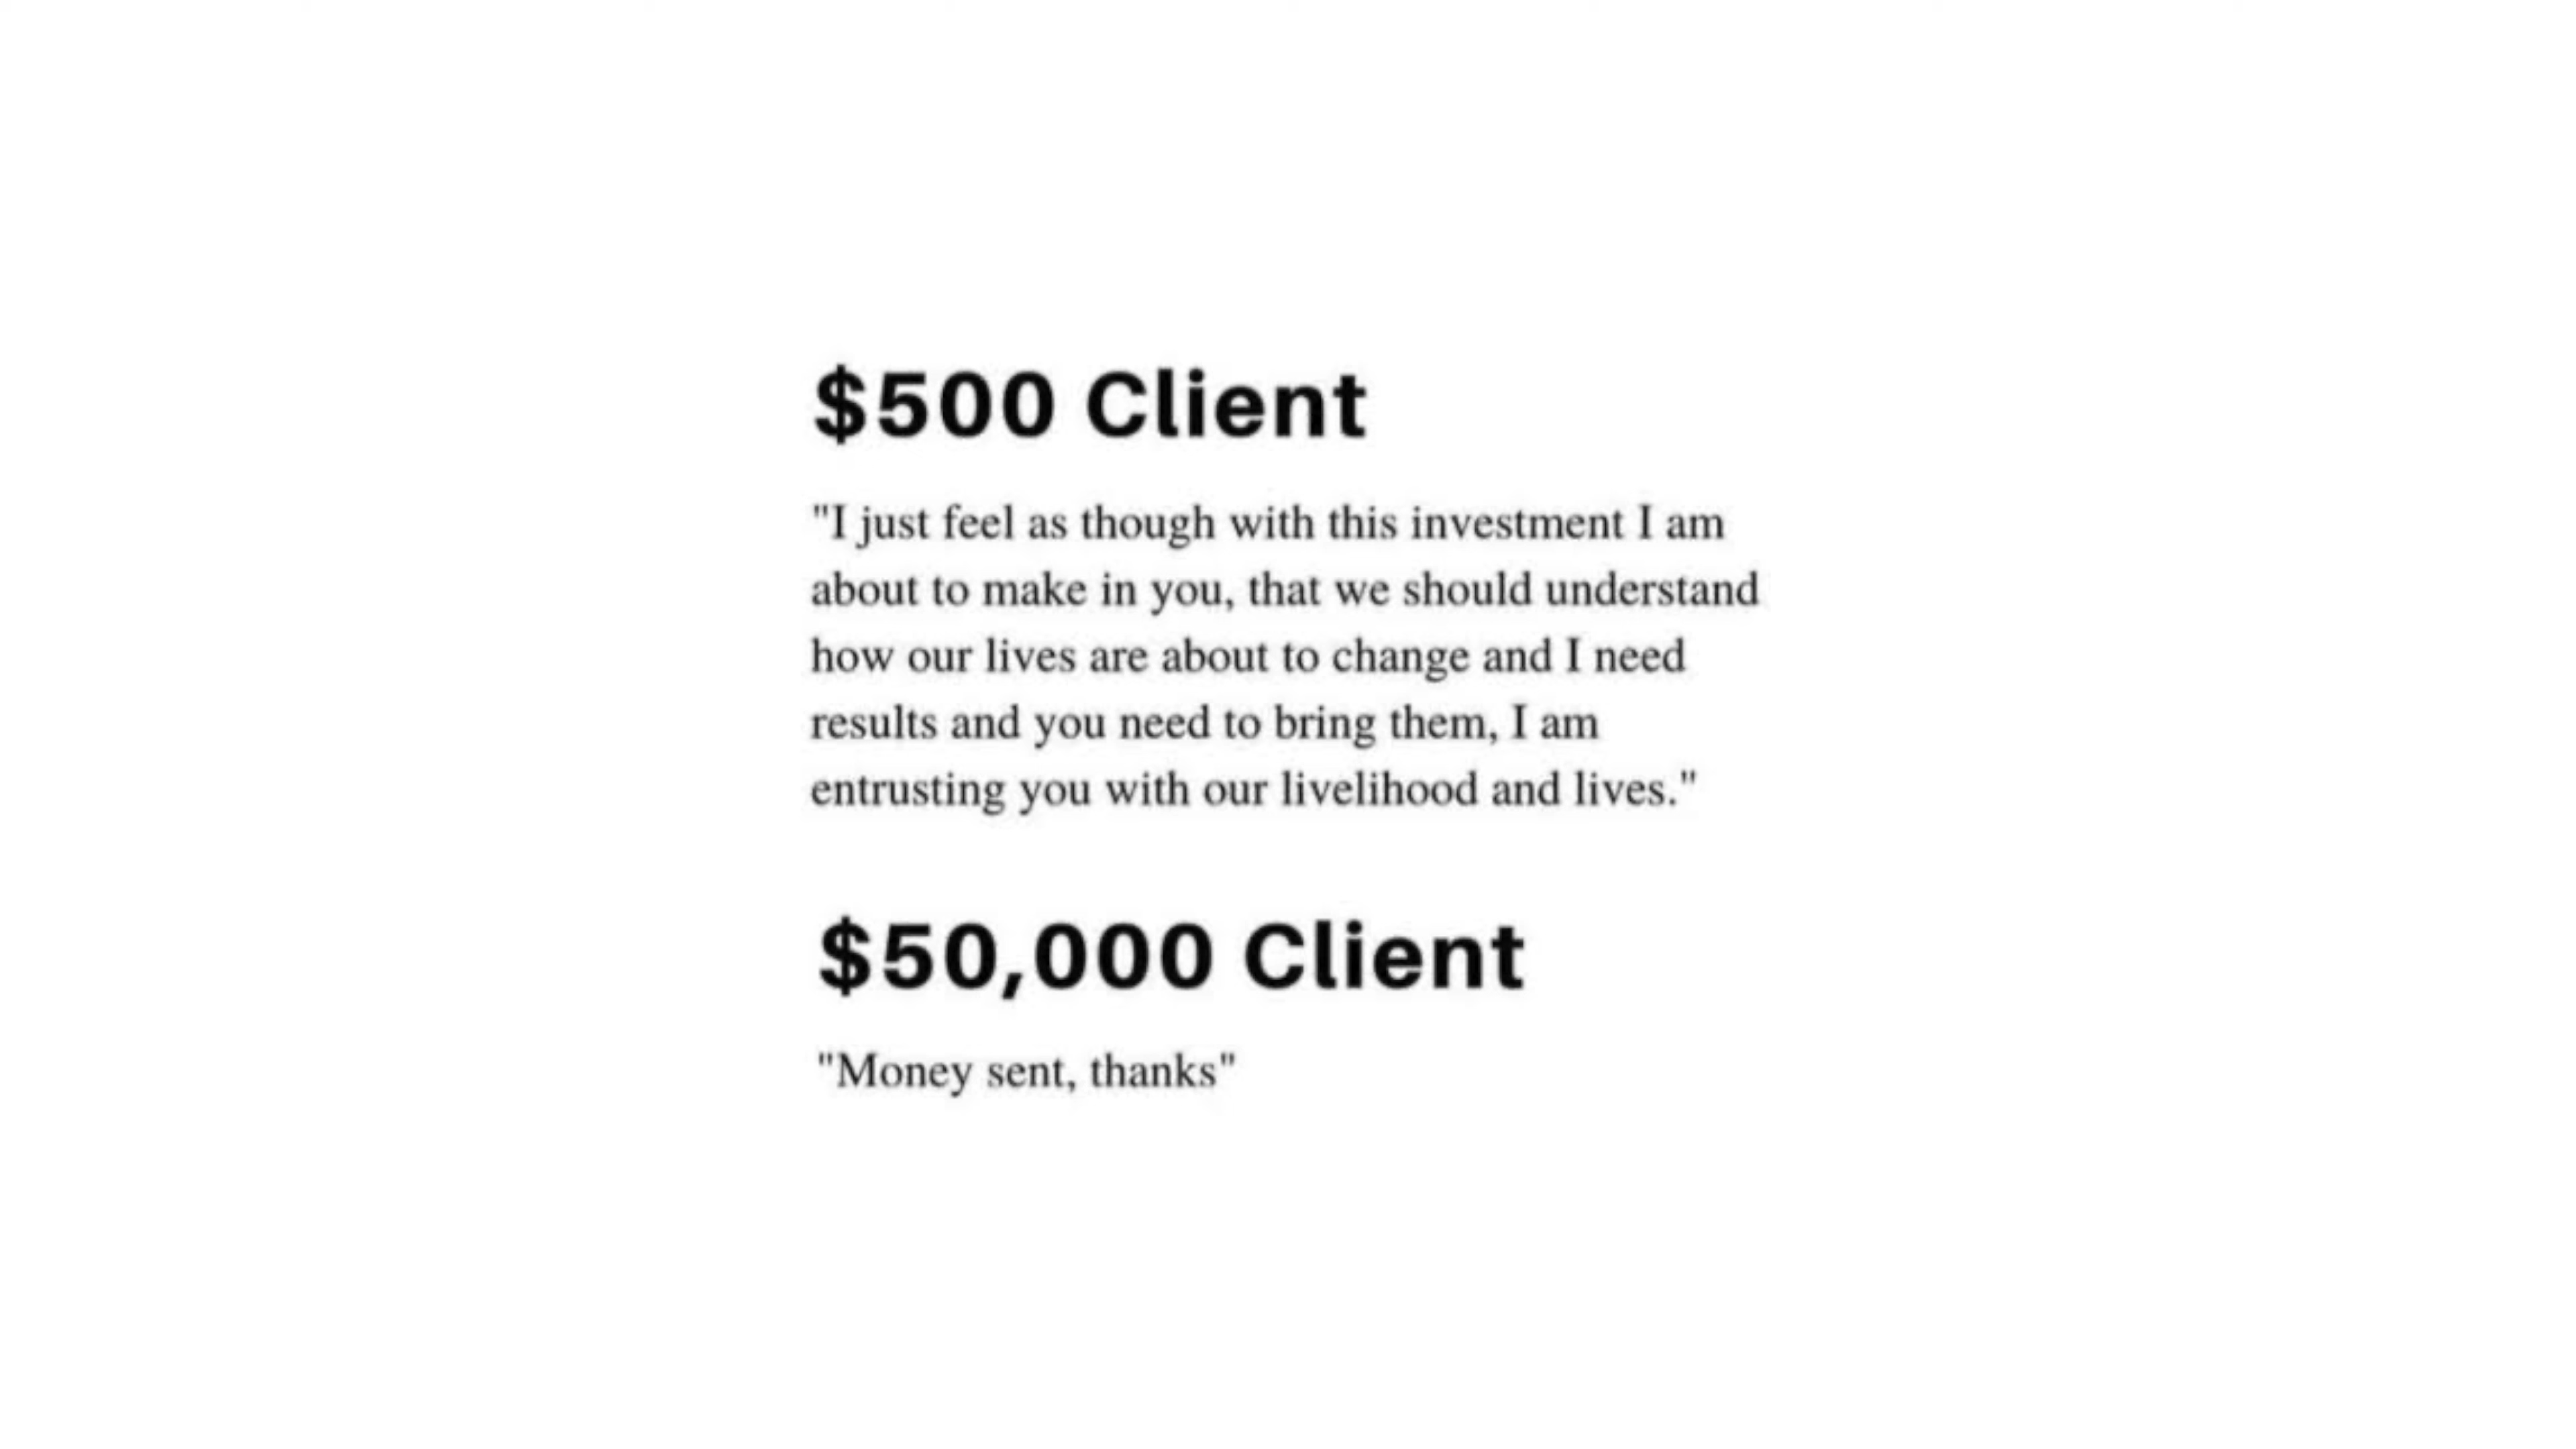 $500 Client
"I just feel as though with this investment I am
about to make in you, that we should understand
how our lives are about to change and I need
results and you need to bring them, I am
entrusting you with our livelihood and lives."
$50,000 Client
"Money sent, thanks"